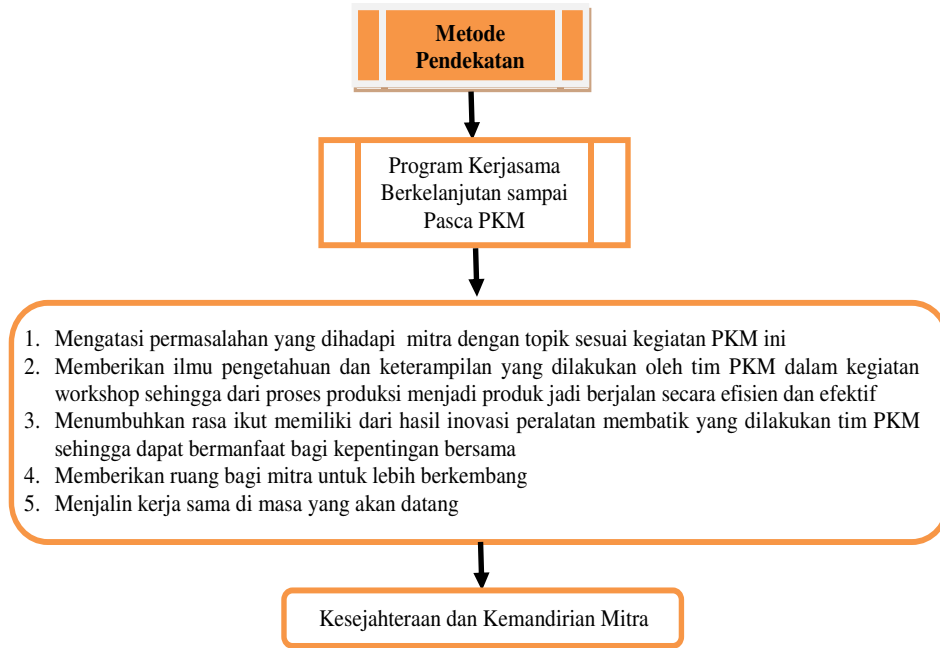 Metode
Pendekatan
Program Kerjasama
Berkelanjutan sampai
Pasca PKM
1. Mengatasi permasalahan yang dihadapi mitra dengan topik sesuai kegiatan PKM ini
2. Memberikan ilmu pengetahuan dan keterampilan yang dilakukan oleh tim PKM dalam kegiatan
workshop sehingga dari proses produksi menjadi produk jadi berjalan secara efisien dan efektif
3. Menumbuhkan rasa ikut memiliki dari hasil inovasi peralatan membatik yang dilakukan tim PKM
sehingga dapat bermanfaat bagi kepentingan bersama
4. Memberikan ruang bagi mitra untuk lebih berkembang
5. Menjalin kerja sama di masa yang akan datang
Kesejahteraan dan Kemandirian Mitra